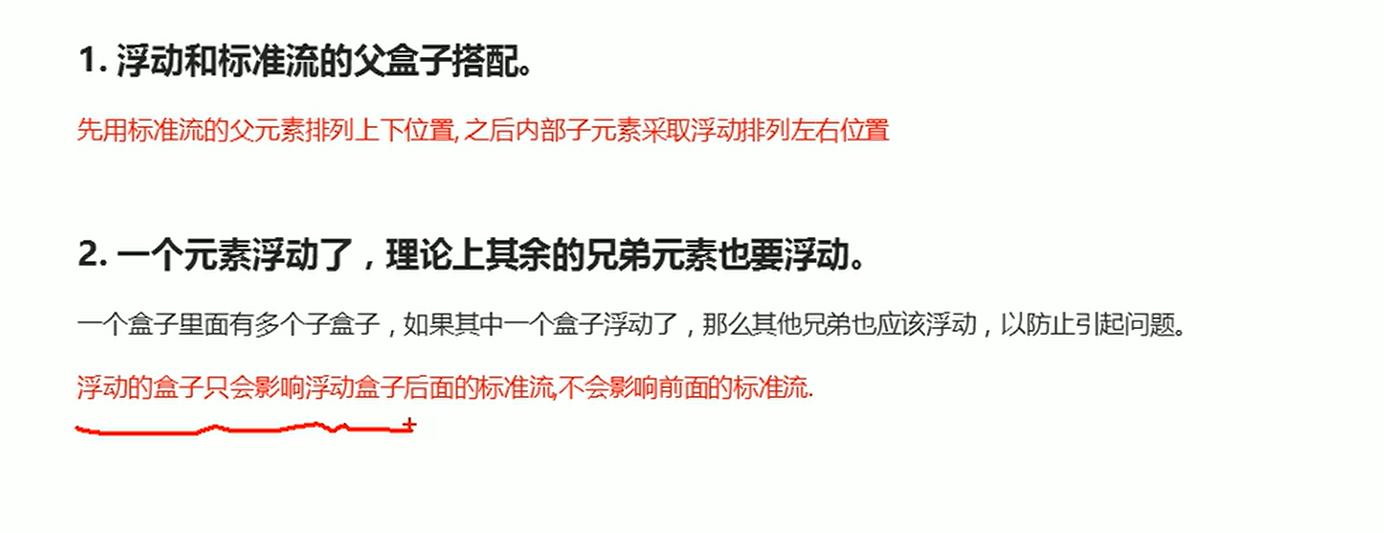 1. 浮动和标准流的父盒子搭配。
先用标准流的父元素排列上下位置, 之后内部子元素采取浮动排列左右位置
2. 一个元素浮动了，理论上其余的兄弟元素也要浮动。
一个盒子里面有多个子盒子，如果其中一个盒子浮动了，那么其他兄弟也应该浮动，以防止引起问题。
浮动的盒子只会影响浮动盒子后面的标准流,不会影响前面的标准流.